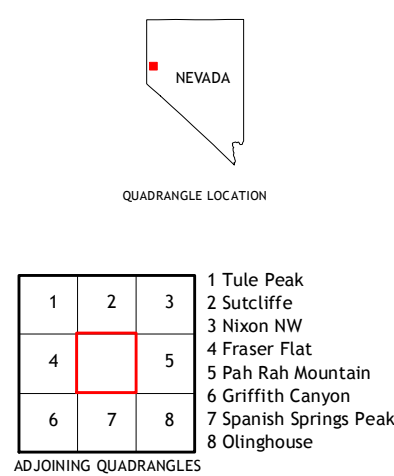 NEVADA
QUADRANGLE LOCATION
1 2 3
4 5
6 7 8
1 Tule Peak
2 Sutcliffe
3 Nixon NW
4 Fraser Flat
5 Pah Rah Mountain
6 Griffith Canyon
7 Spanish Springs Peak
8 Olinghouse
ADJOINING QUADRANGLES